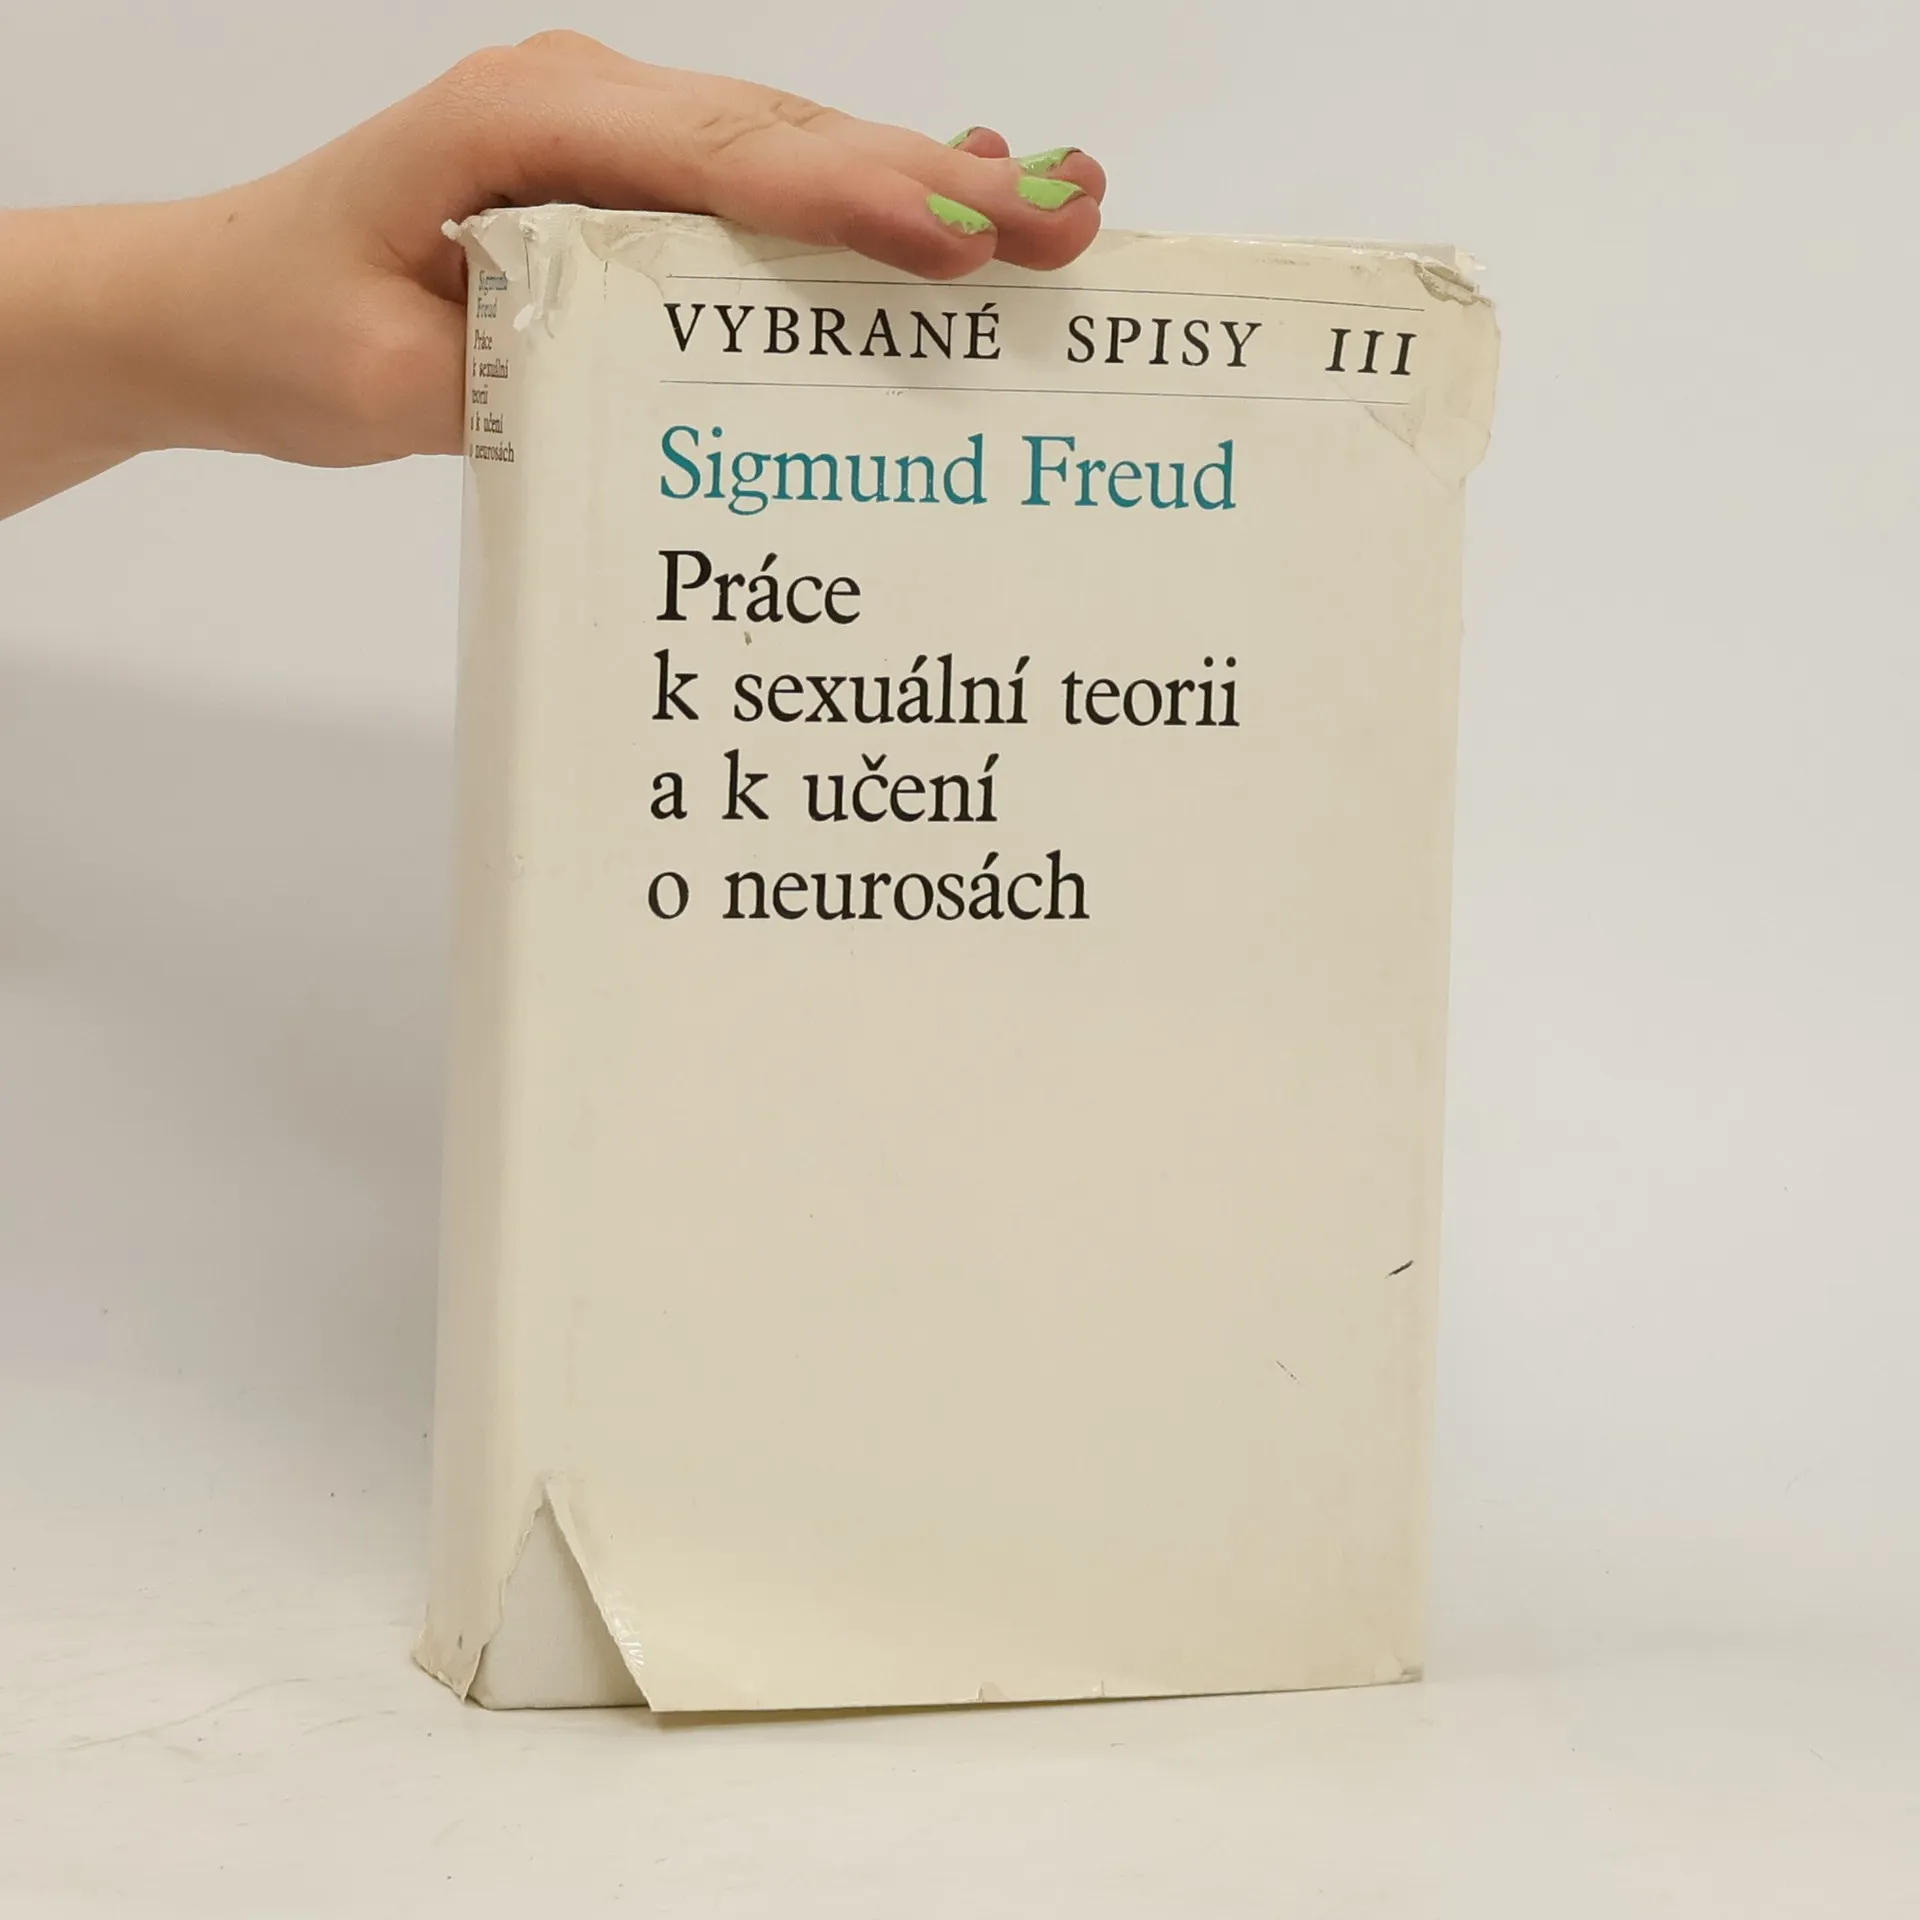 VYBRANÉ SPISY III
Sigmund Freud
Práce
k sexuální teorii
a k učení
o neurosách
Sigmund
Freud
Práce
k sexuální
teorii
a k učení
o neurosách